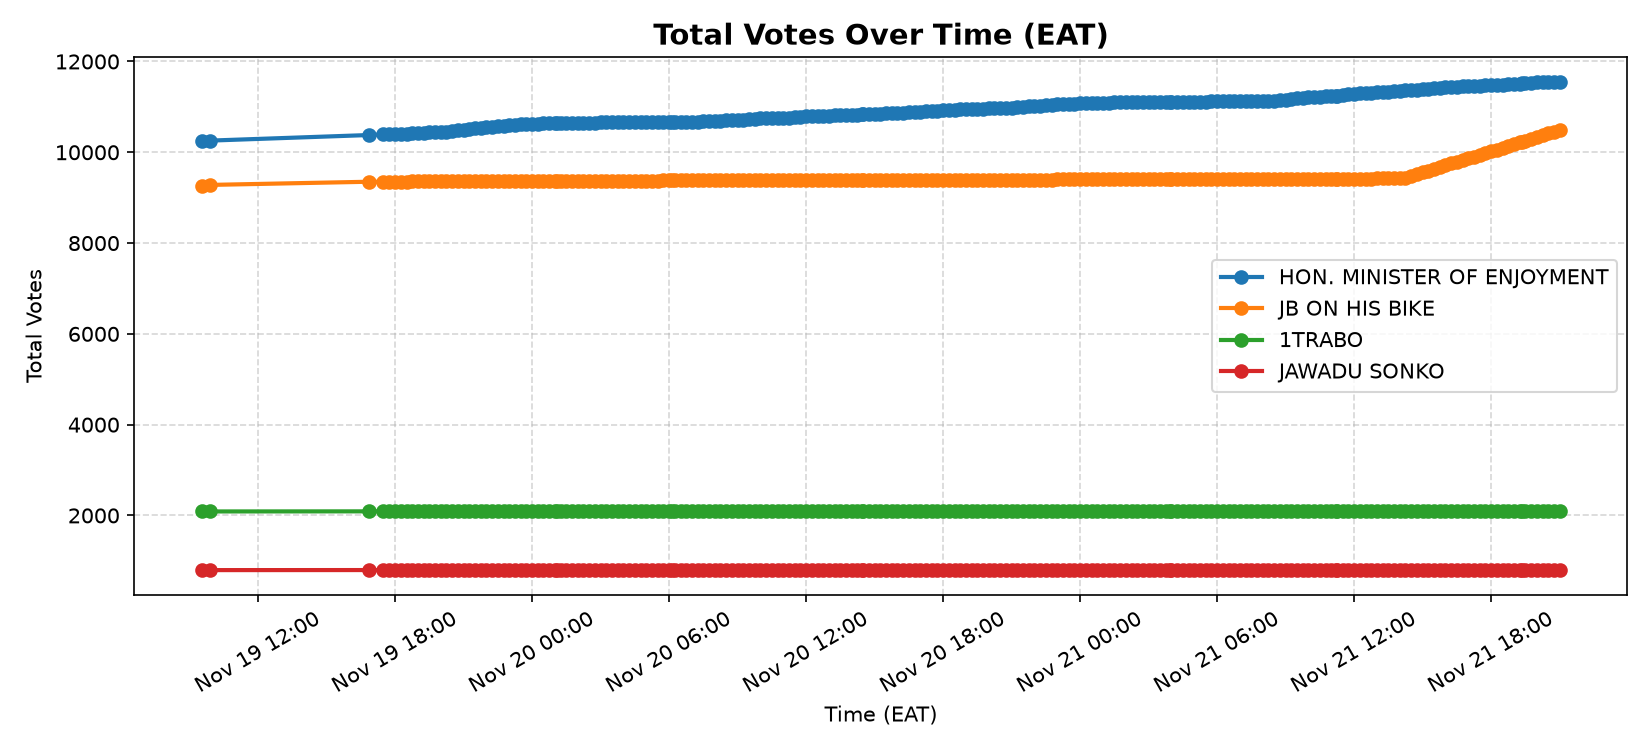 Total Votes Over Time (EAT)
12000
10000
8000
6000
4000
2000
Total Votes
HON. MINISTER OF ENJOYMENT
JB ON HIS BIKE
1TRABO
JAWADU SONKO
Nov 19 12:00
Nov 19 18:00
Nov 20 00:00
Nov 20 06:00
Nov 20 12:00
Nov 20 18:00
Nov 21 00:00
Nov 21 06:00
Nov 21 12:00
Nov 21 18:00
Time (EAT)